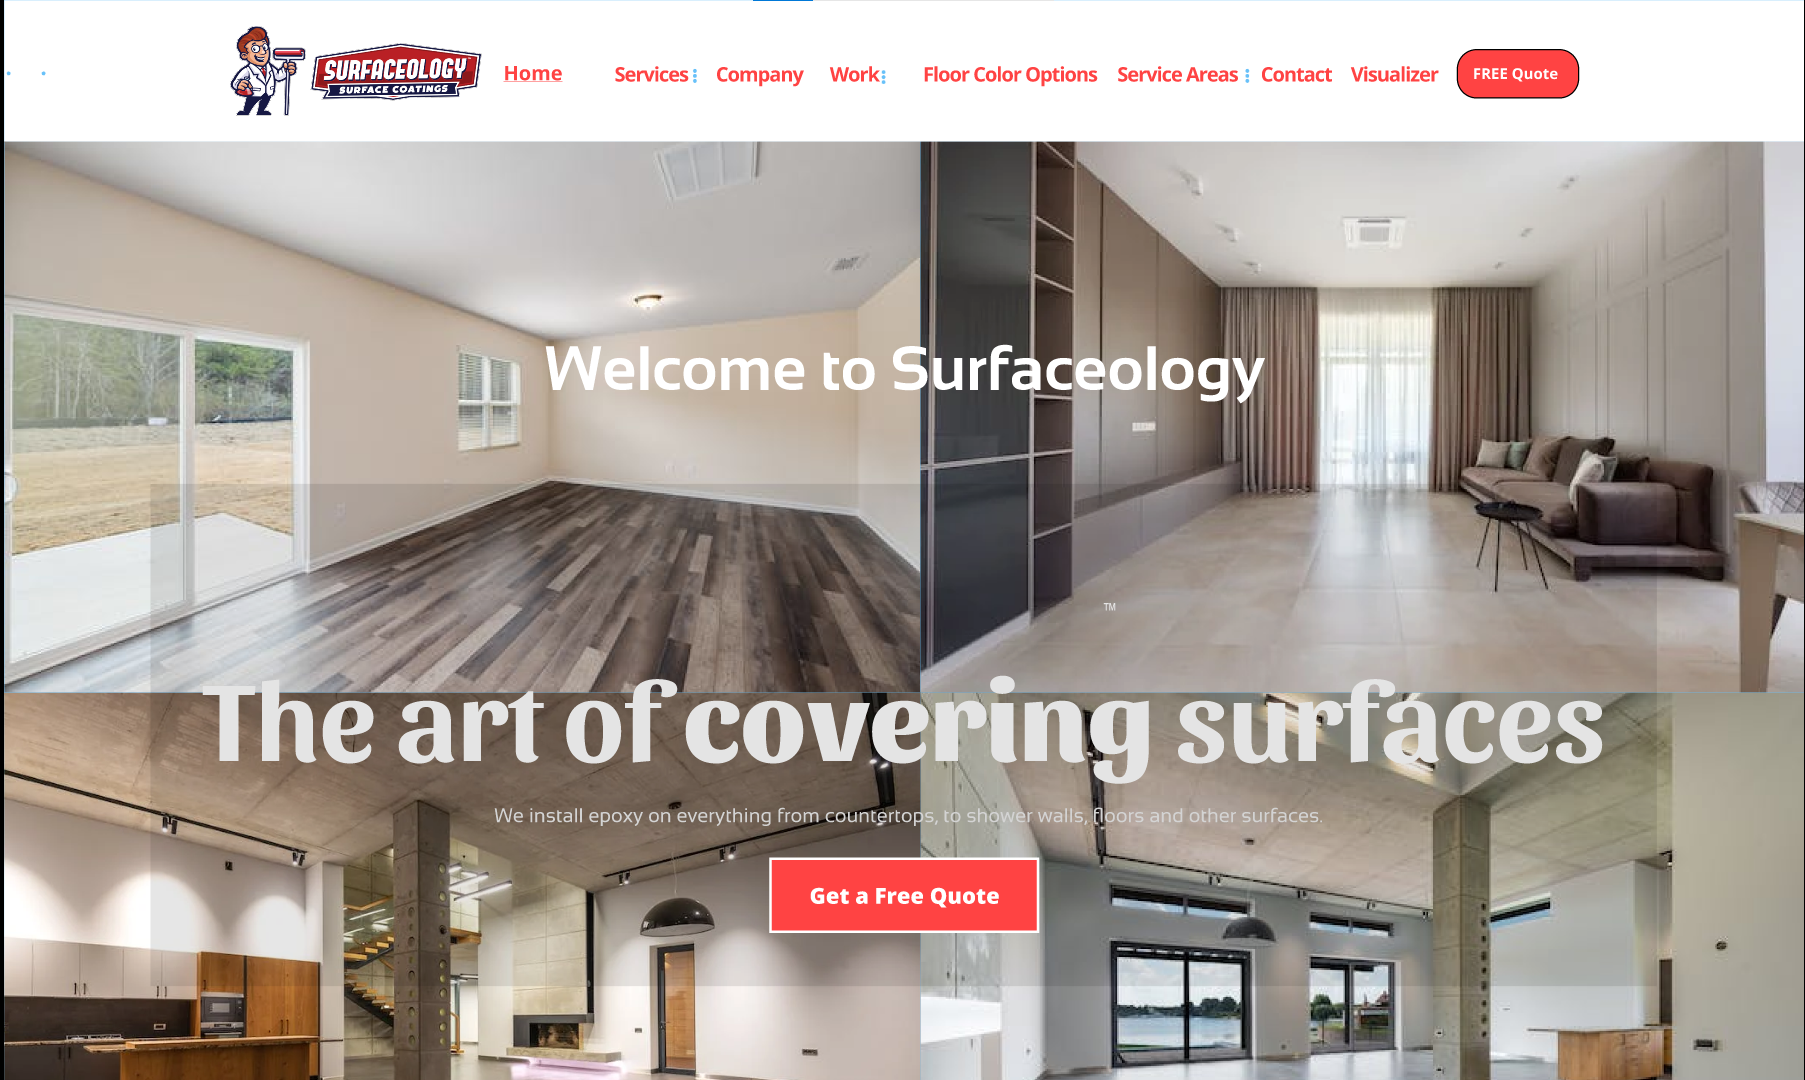 SURFACEOLOGY
SURFACE COATINGS
Home
Services
Company
Work
Floor Color Options
Service Areas
Contact
Visualizer
FREE Quote
Welcome to Surfaceology
TM
The art of covering surfaces
We install epoxy on everything from countertops, to shower walls, floors and other surfaces.
Get a Free Quote